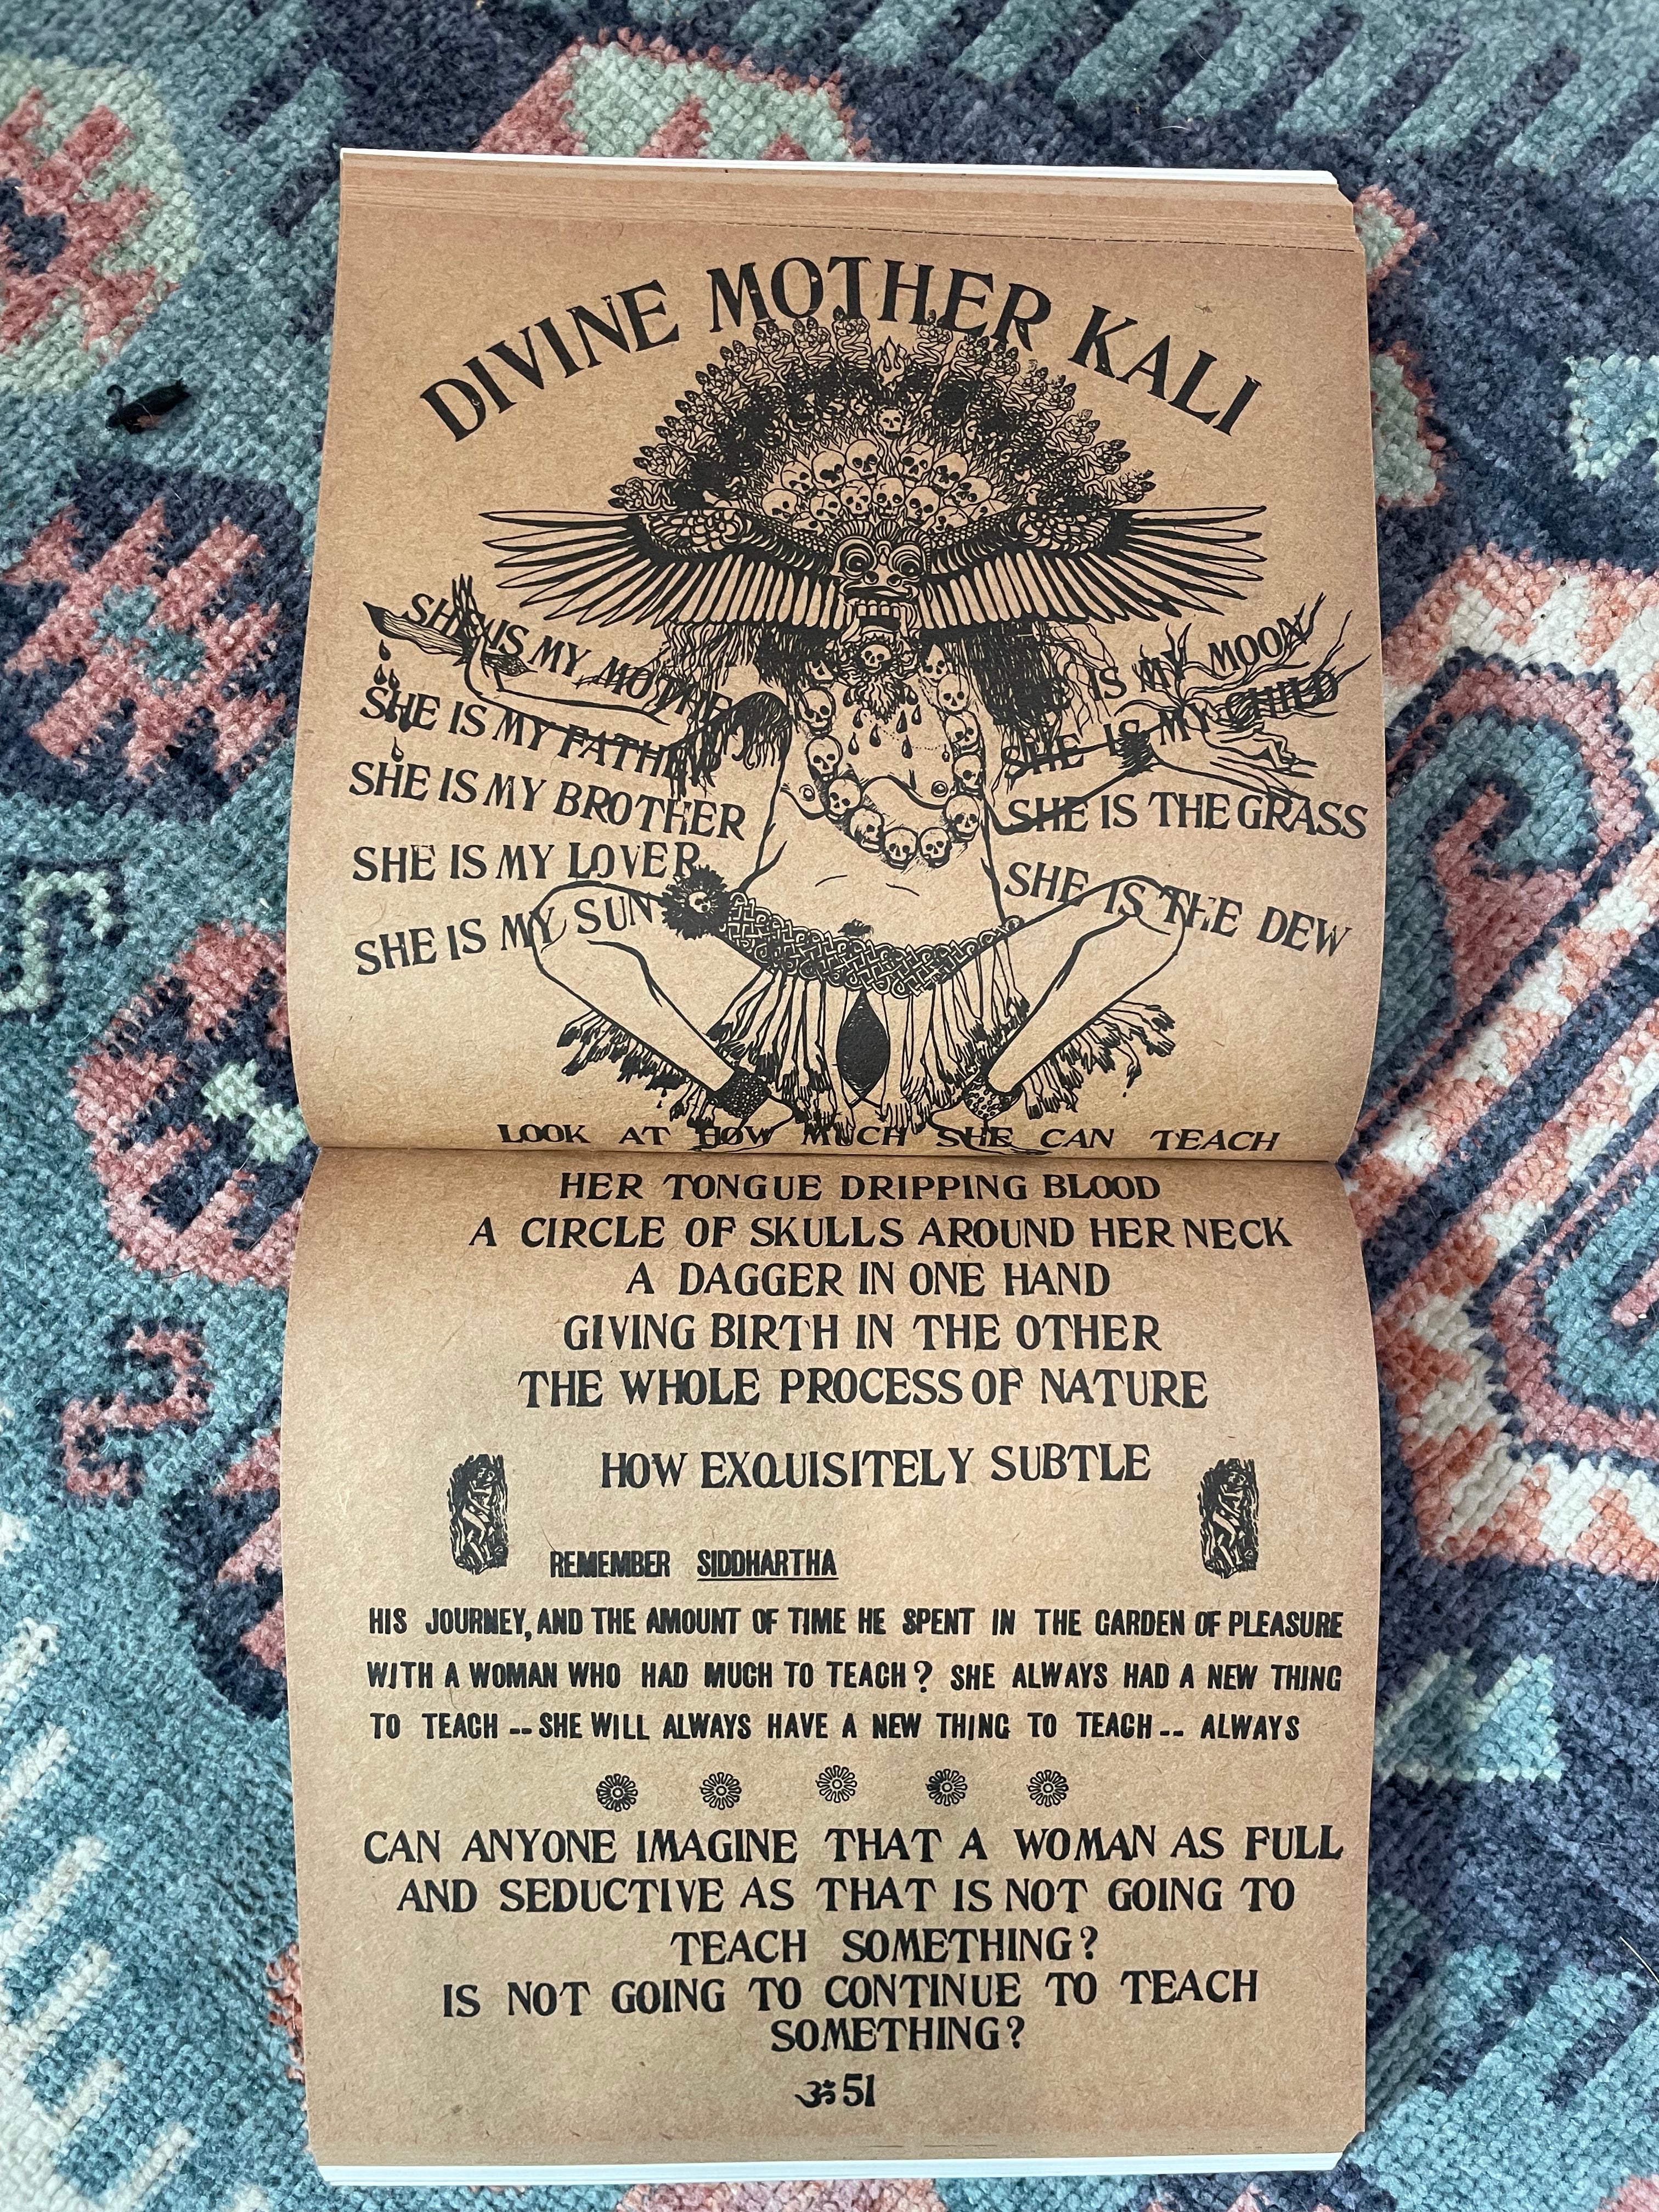 DIVINE MOTHER KALI
SHE IS MY MOTHER
SHE IS MY FATHER
SHE IS MY BROTHER
SHE IS MY LOVER
SHE IS MY SUN
IS MY MOON
SHE IS MY CHILD
SHE IS THE GRASS
SHE IS THE DEW
LOOK AT HOW MUCH SHE CAN TEACH
HER TONGUE DRIPPING BLOOD
A CIRCLE OF SKULLS AROUND HER NECK
A DAGGER IN ONE HAND
GIVING BIRTH IN THE OTHER
THE WHOLE PROCESS OF NATURE
HOW EXQUISITELY SUBTLE
REMEMBER SIDDHARTHA
HIS JOURNEY, AND THE AMOUNT OF TIME HE SPENT IN THE GARDEN OF PLEASURE
WITH A WOMAN WHO HAD MUCH TO TEACH? SHE ALWAYS HAD A NEW THING
TO TEACH -- SHE WILL ALWAYS HAVE A NEW THING TO TEACH -- ALWAYS
CAN ANYONE IMAGINE THAT A WOMAN AS FULL
AND SEDUCTIVE AS THAT IS NOT GOING TO
TEACH SOMETHING?
IS NOT GOING TO CONTINUE TO TEACH
SOMETHING?
ॐ 51